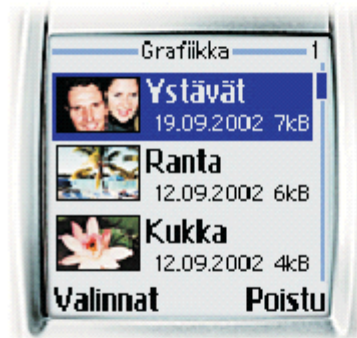 Grafiikka 1
Ystävät
19.09.2002 7kB
Ranta
12.09.2002 6kB
Kukka
12.09.2002 4kB
Valinnat Poistu